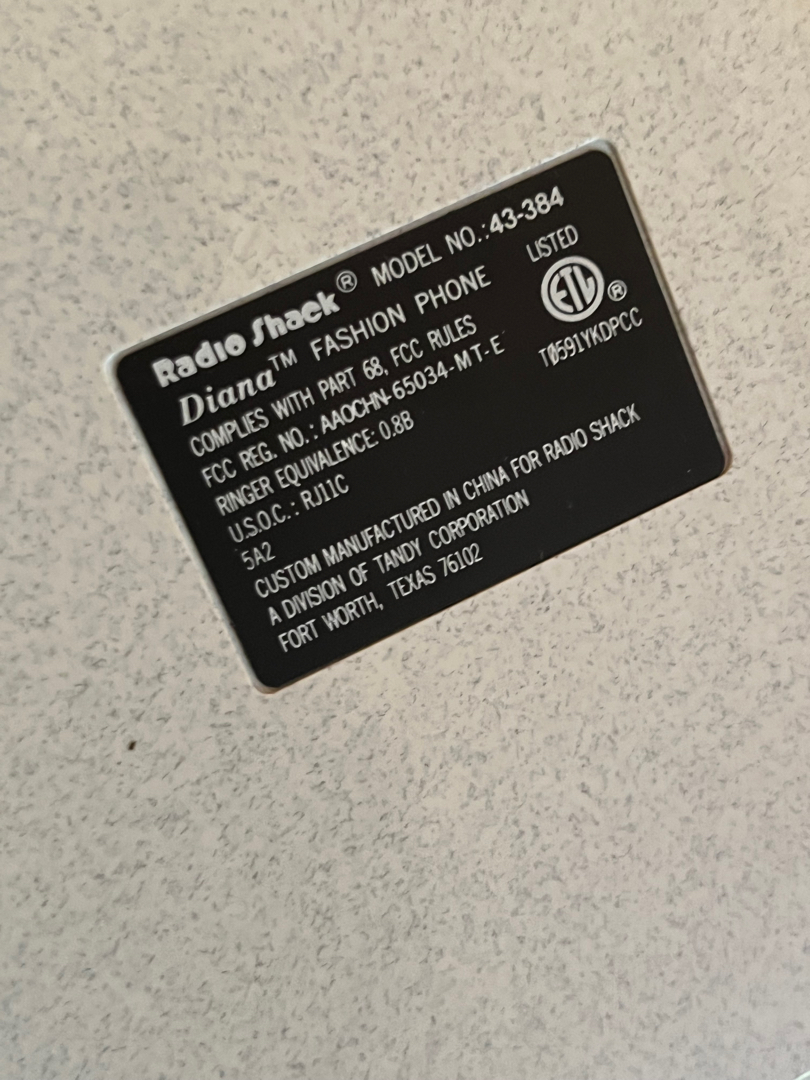 Radio Shack® MODEL NO.:43-384
Diana™ FASHION PHONE
COMPLIES WITH PART 68, FCC RULES
FCC REG. NO.: AAOCHN-65034-MT-E
RINGER EQUIVALENCE: 0.8B
U.S.O.C.: RJ11C
5A2
LISTED
ETL®
T0591YKDPCC
CUSTOM MANUFACTURED IN CHINA FOR RADIO SHACK
A DIVISION OF TANDY CORPORATION
FORT WORTH, TEXAS 76102